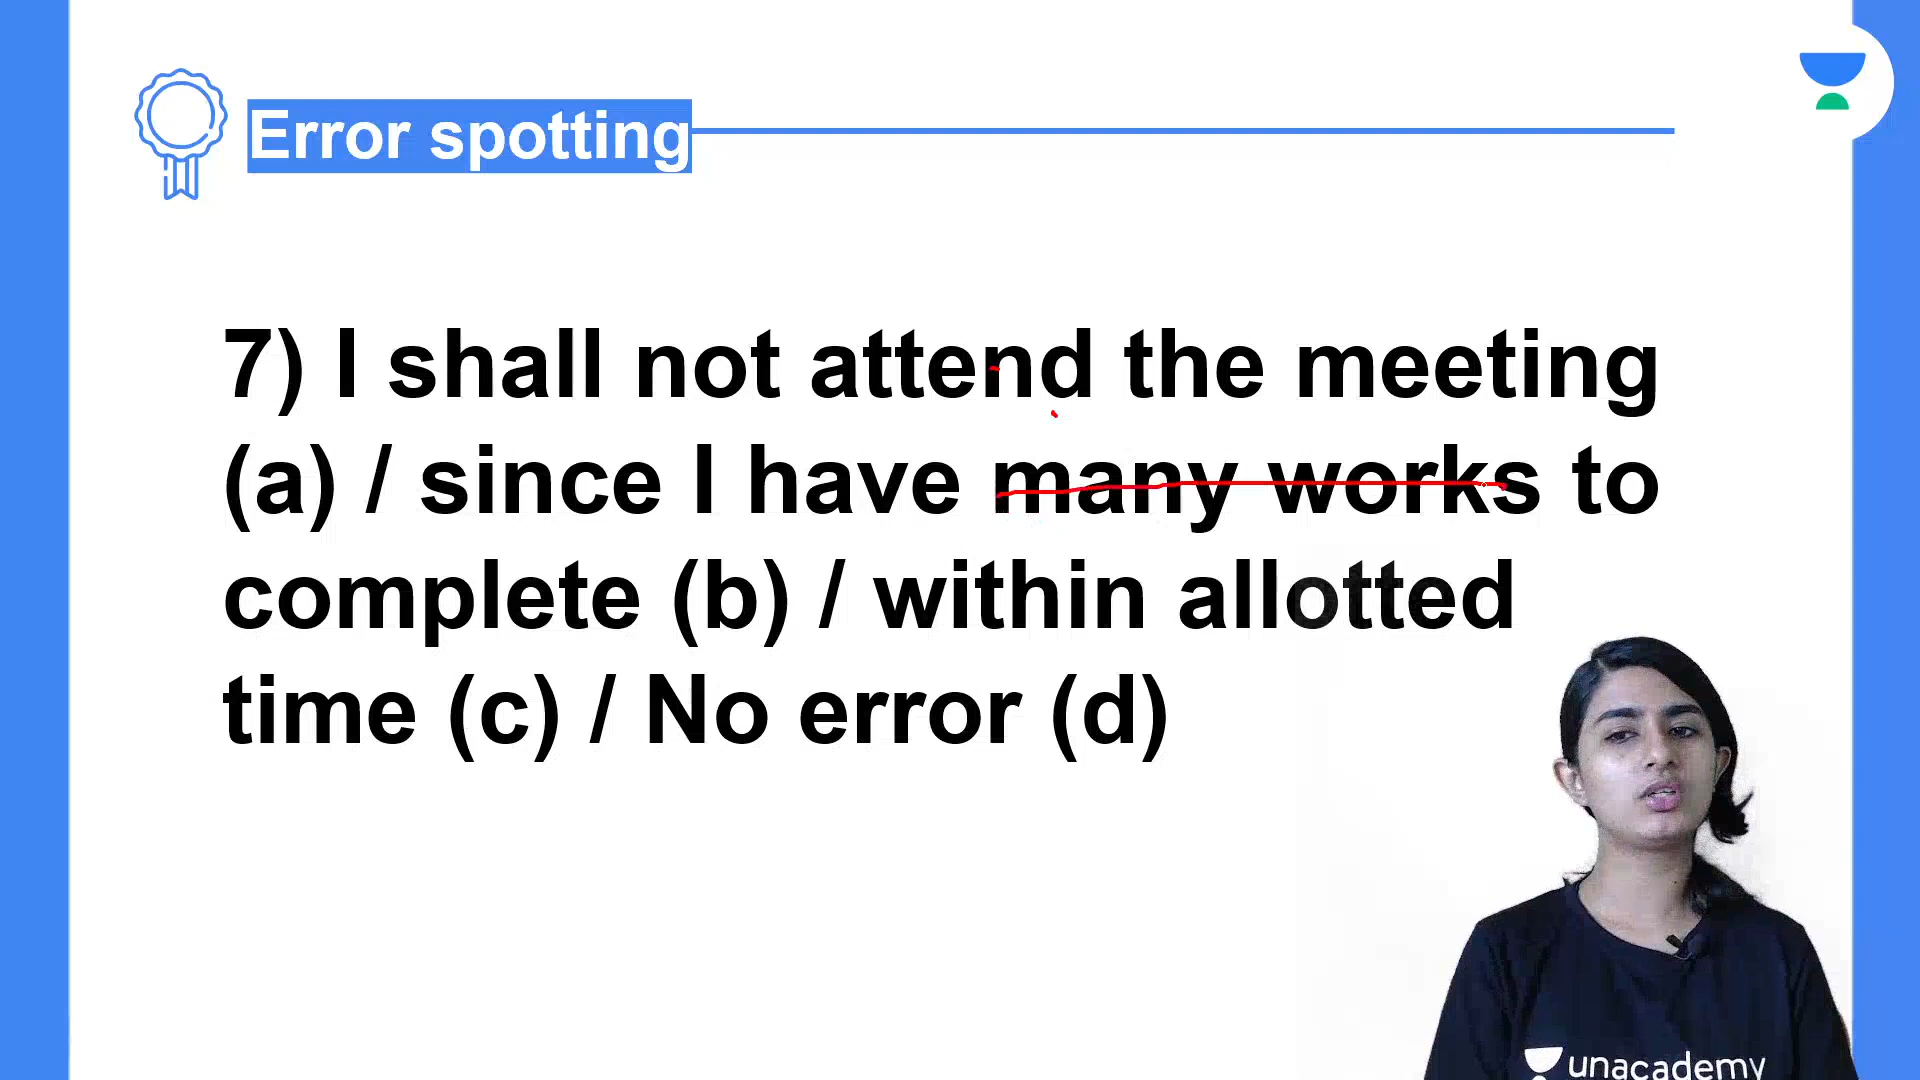 Error spotting
7) I shall not attend the meeting
(a) / since I have many works to
complete (b) / within allotted
time (c) / No error (d)
unacademy